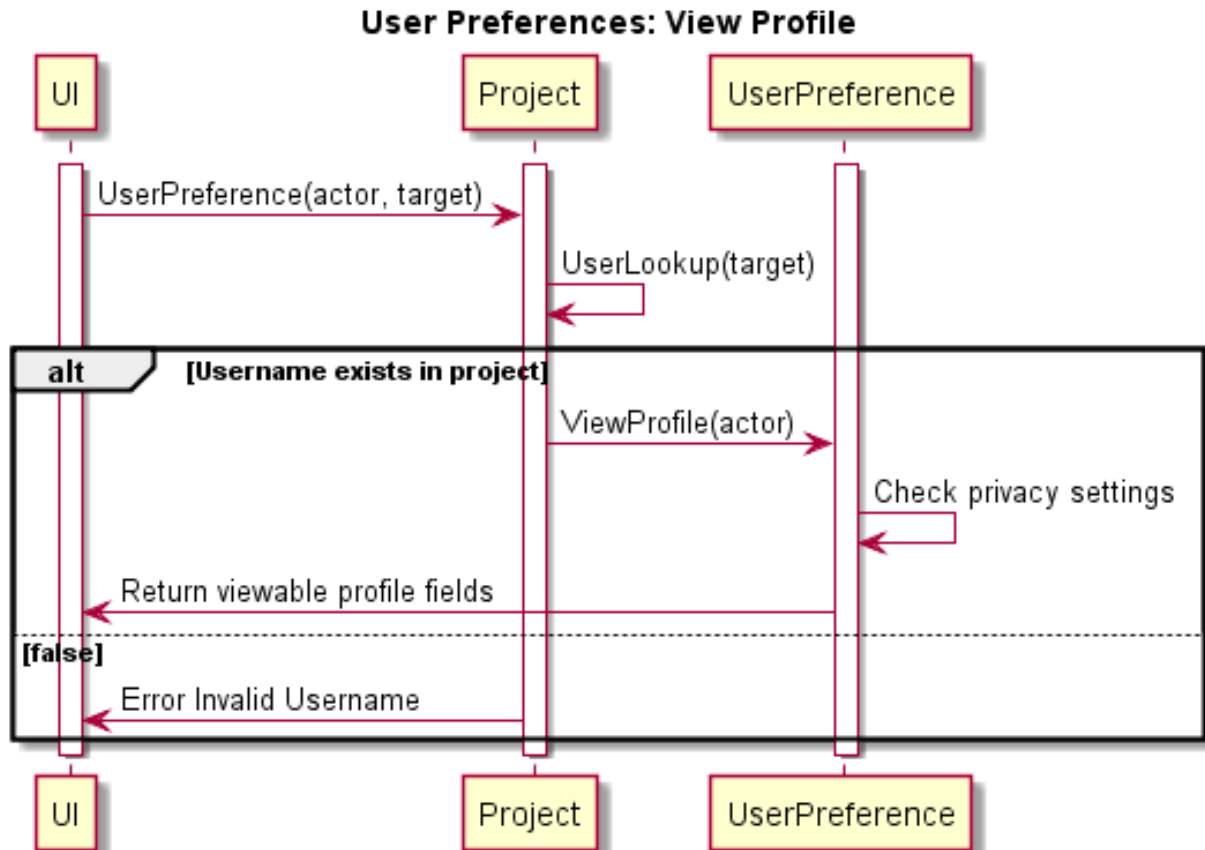 User Preferences: View Profile
UI
Project
UserPreference
UserPreference(actor, target)
UserLookup(target)
alt
[Username exists in project]
ViewProfile(actor)
Check privacy settings
Return viewable profile fields
[false]
Error Invalid Username
UI
Project
UserPreference